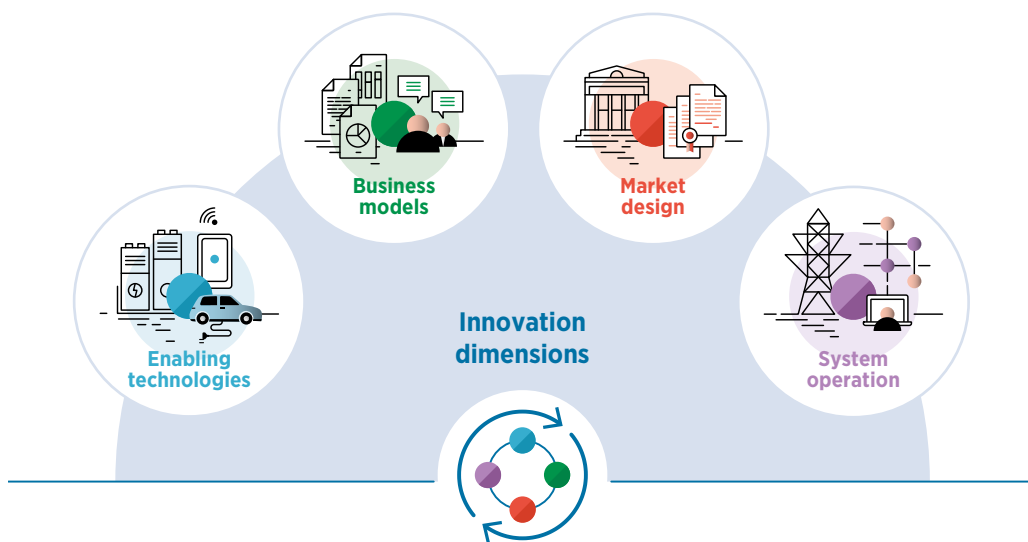 Business
models
Market
design
Enabling
technologies
Innovation
dimensions
System
operation